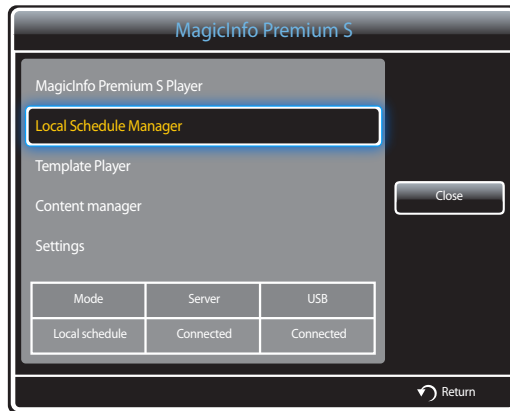 MagicInfo Premium S
MagicInfo Premium S Player
Local Schedule Manager
Template Player
Content manager
Settings
Close
Mode Server USB
Local schedule Connected Connected
Return